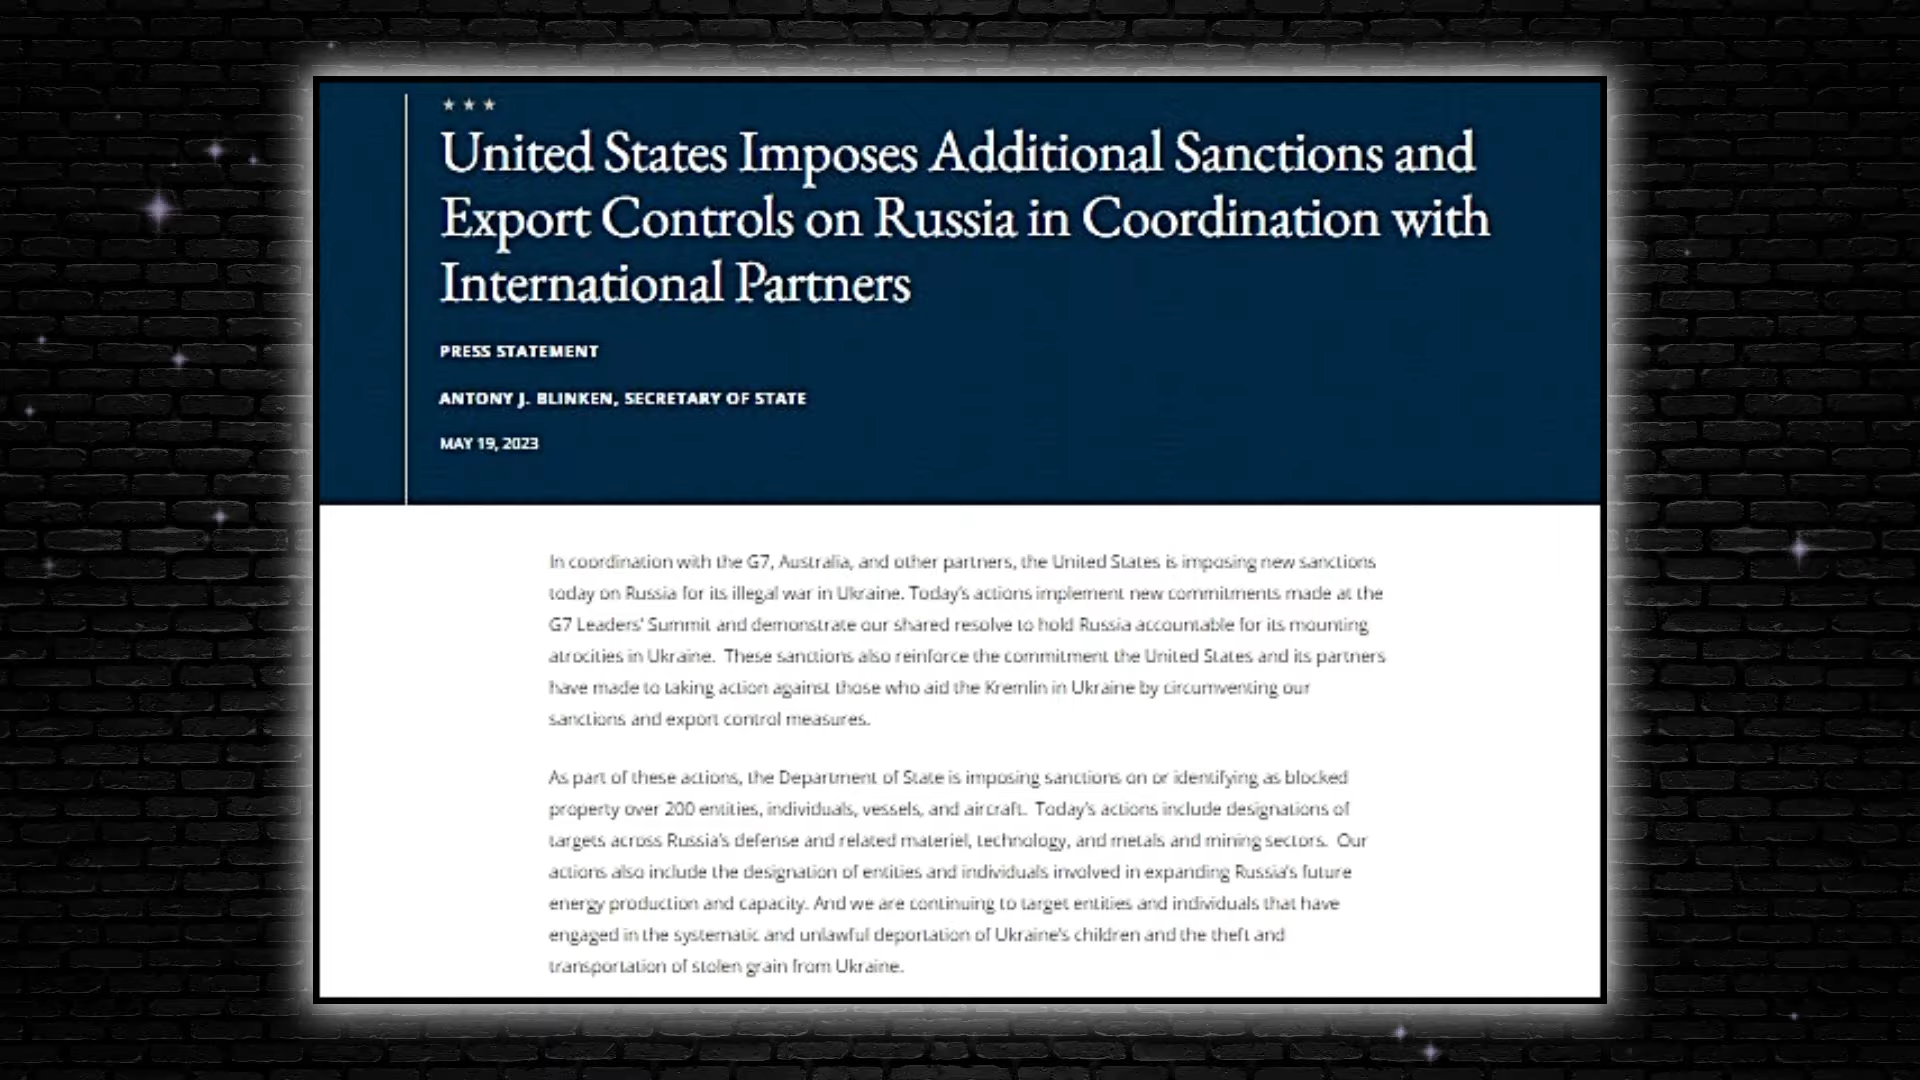 United States Imposes Additional Sanctions and
Export Controls on Russia in Coordination with
International Partners
PRESS STATEMENT
ANTONY J. BLINKEN, SECRETARY OF STATE
MAY 19, 2023
In coordination with the G7, Australia, and other partners, the United States is imposing new sanctions
today on Russia for its illegal war in Ukraine. Today's actions implement new commitments made at the
G7 Leaders' Summit and demonstrate our shared resolve to hold Russia accountable for its mounting
atrocities in Ukraine. These sanctions also reinforce the commitment the United States and its partners
have made to taking action against those who aid the Kremlin in Ukraine by circumventing our
sanctions and export control measures.
As part of these actions, the Department of State is imposing sanctions on or identifying as blocked
property over 200 entities, individuals, vessels, and aircraft. Today's actions include designations of
targets across Russia's defense and related materiel, technology, and metals and mining sectors. Our
actions also include the designation of entities and individuals involved in expanding Russia's future
energy production and capacity. And we are continuing to target entities and individuals that have
engaged in the systematic and unlawful deportation of Ukraine's children and the theft and
transportation of stolen grain from Ukraine.